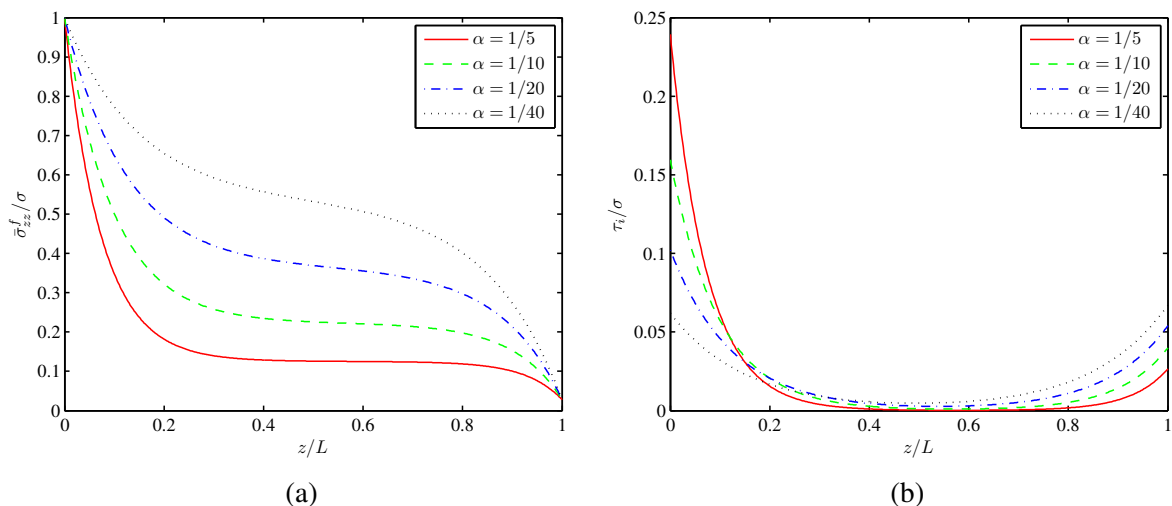 1
0.9
0.8
0.7
0.6
0.5
0.4
0.3
0.2
0.1
0
0 0.2 0.4 0.6 0.8 1
σ̄ᶠ_zz/σ
z/L
α = 1/5
α = 1/10
α = 1/20
α = 1/40
(a)
0.25
0.2
0.15
0.1
0.05
0
0 0.2 0.4 0.6 0.8 1
τᵢ/σ
z/L
α = 1/5
α = 1/10
α = 1/20
α = 1/40
(b)